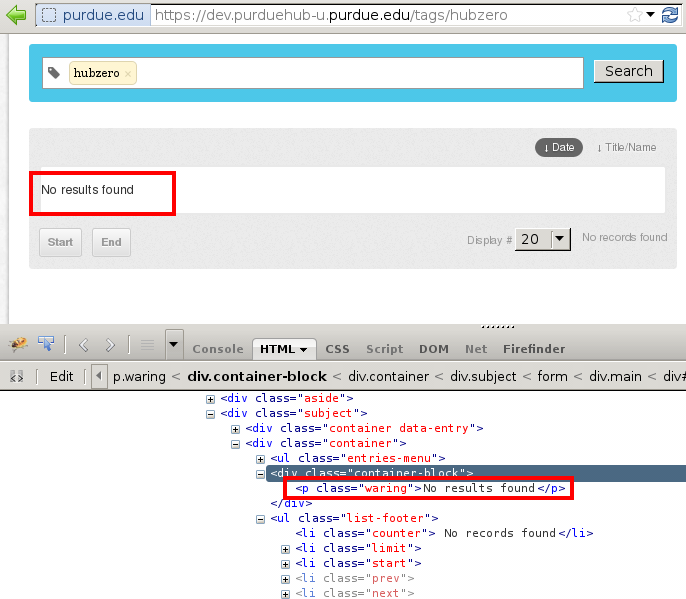 purdue.edu https://dev.purduehub-u.purdue.edu/tags/hubzero
hubzero × Search
↓ Date ↓ Title/Name
No results found
Start End Display # 20 No records found
Console HTML CSS Script DOM Net Firefinder
Edit p.waring < div.container-block < div.container < div.subject < form < div.main < div#
<div class="aside">
<div class="subject">
<div class="container data-entry">
<div class="container">
<ul class="entries-menu">
<div class="container-block">
<p class="waring">No results found</p>
</div>
<ul class="list-footer">
<li class="counter"> No records found</li>
<li class="limit">
<li class="start">
<li class="prev">
<li class="next">